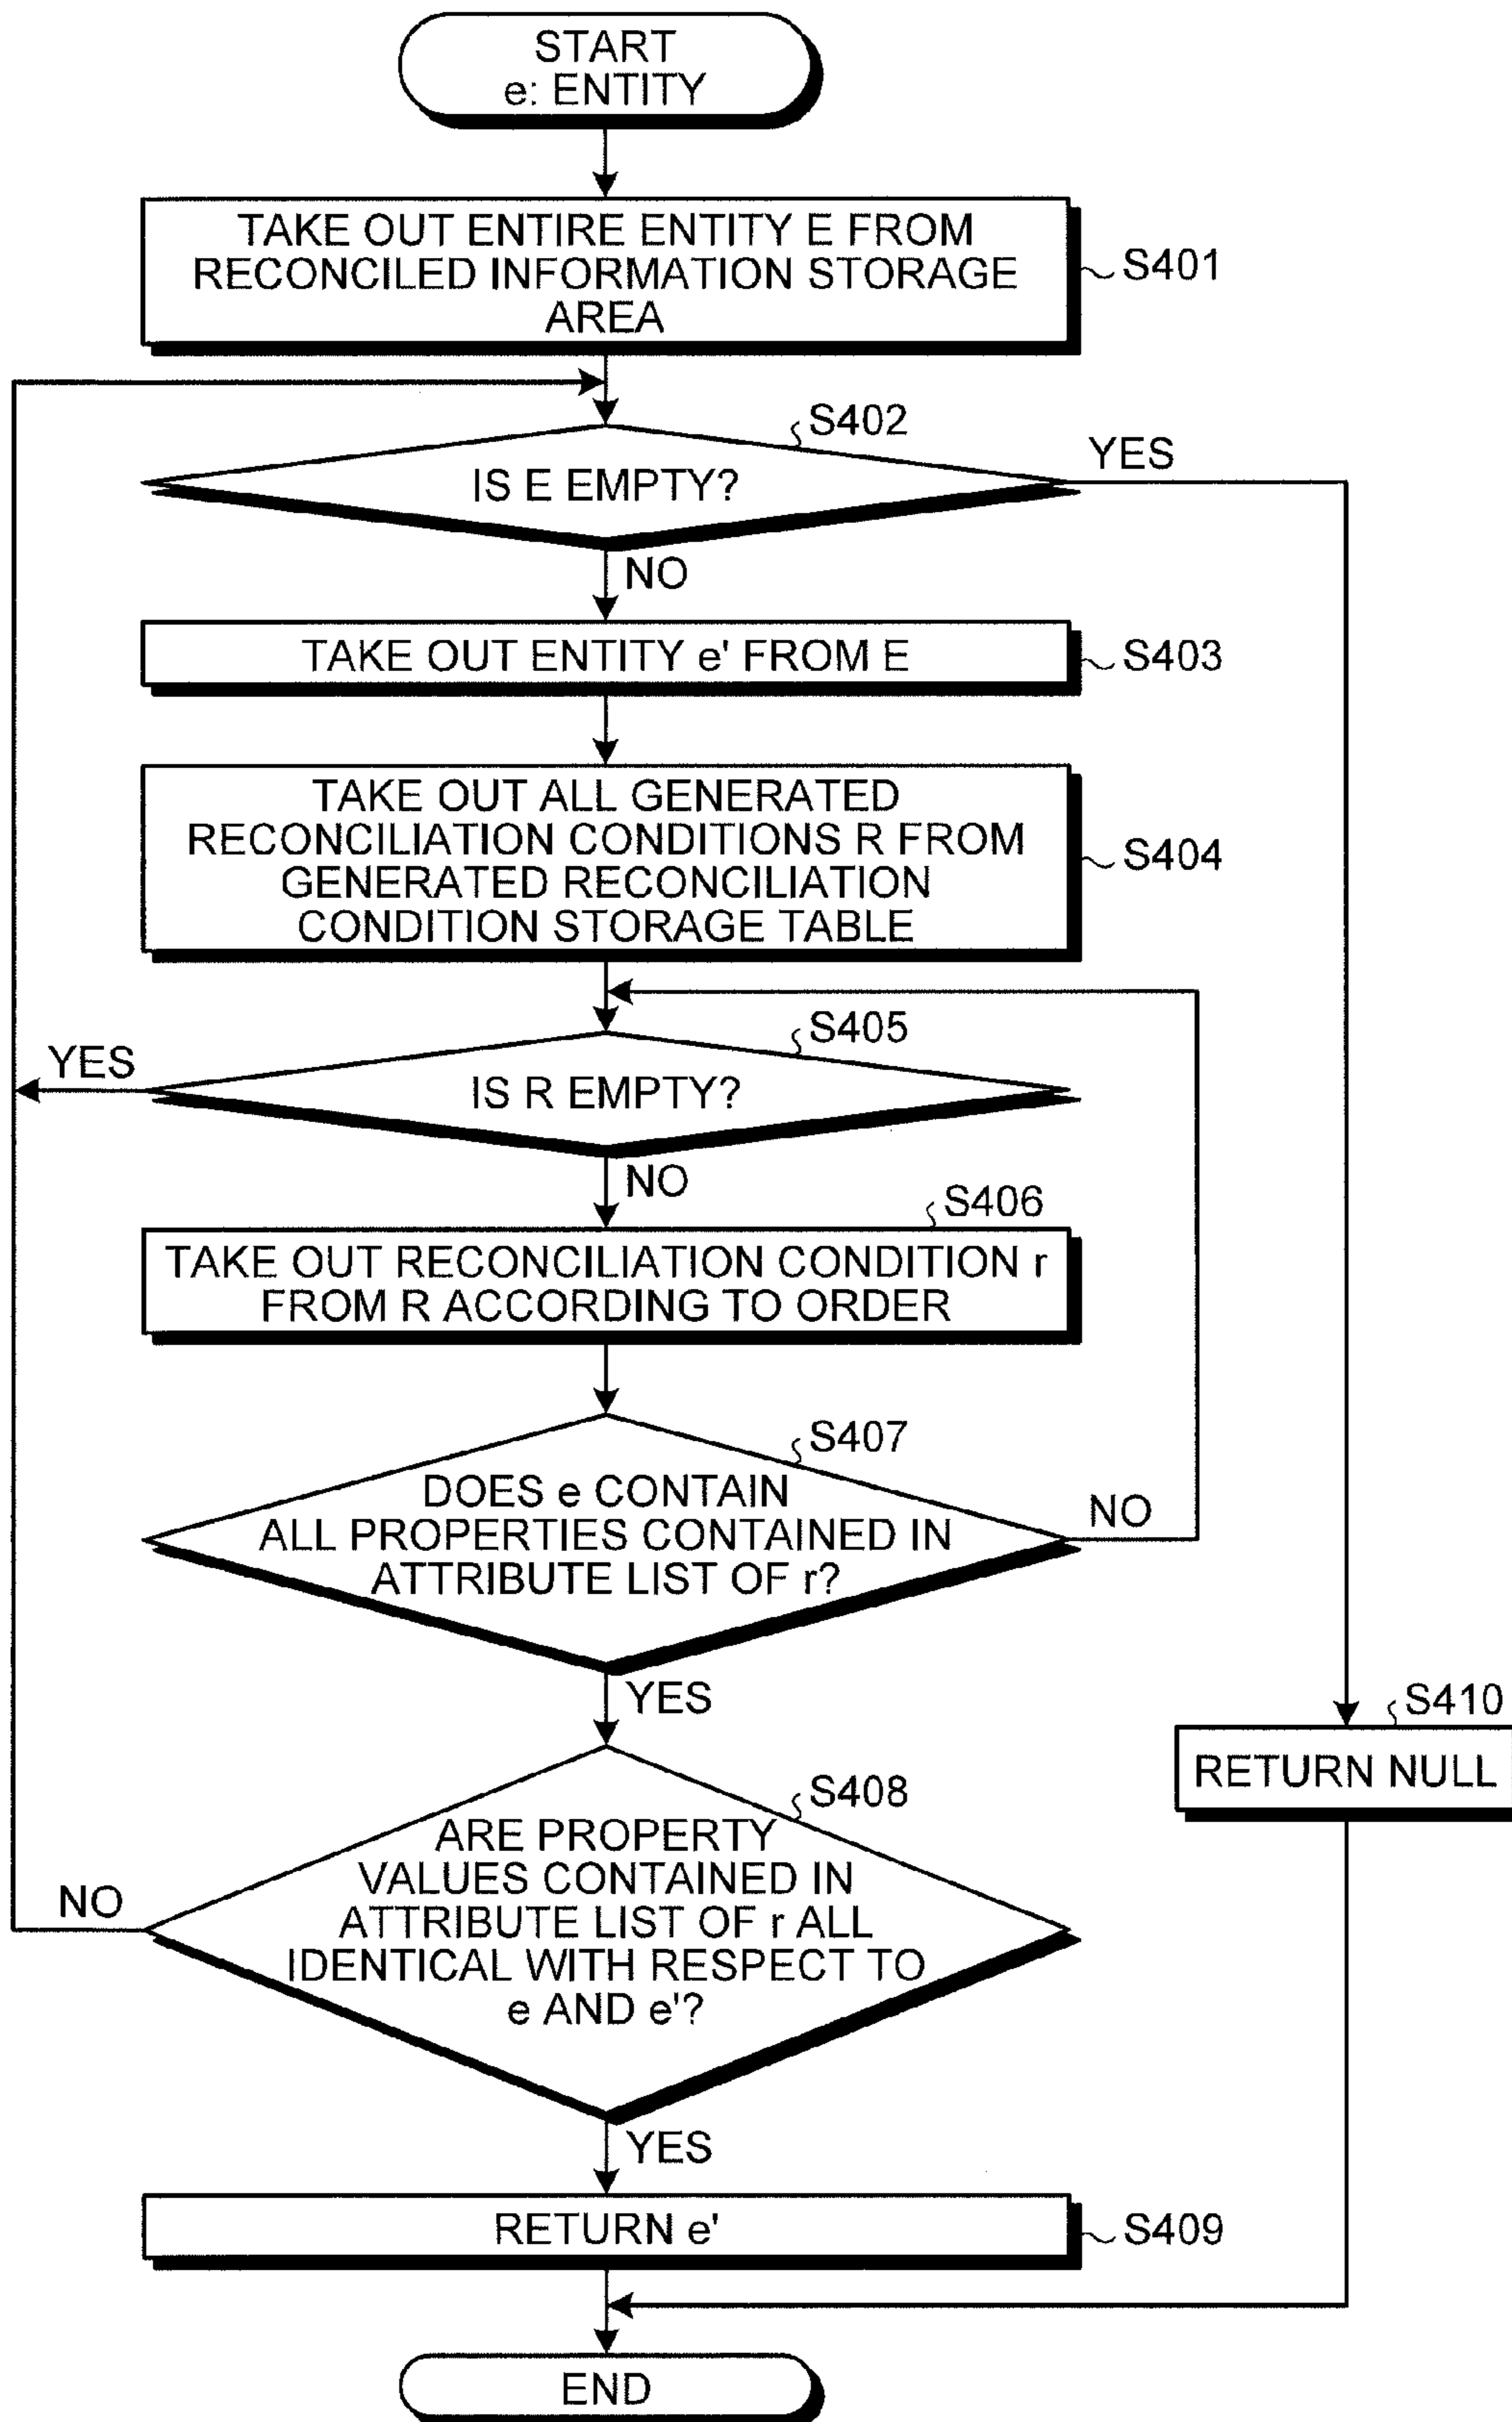 START
e: ENTITY
TAKE OUT ENTIRE ENTITY E FROM
RECONCILED INFORMATION STORAGE
AREA
S401
S402
IS E EMPTY?
YES
NO
TAKE OUT ENTITY e' FROM E
S403
TAKE OUT ALL GENERATED
RECONCILIATION CONDITIONS R FROM
GENERATED RECONCILIATION
CONDITION STORAGE TABLE
S404
S405
YES
IS R EMPTY?
NO
S406
TAKE OUT RECONCILIATION CONDITION r
FROM R ACCORDING TO ORDER
S407
DOES e CONTAIN
ALL PROPERTIES CONTAINED IN
ATTRIBUTE LIST OF r?
NO
YES
S410
RETURN NULL
S408
ARE PROPERTY
VALUES CONTAINED IN
ATTRIBUTE LIST OF r ALL
IDENTICAL WITH RESPECT TO
e AND e'?
NO
YES
RETURN e'
S409
END